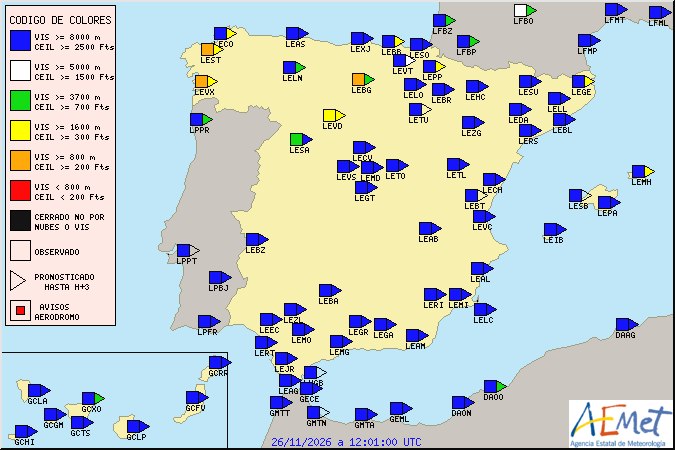 CODIGO DE COLORES
VIS >= 8000 m
CEIL >= 2500 Fts
VIS >= 5000 m
CEIL >= 1500 Fts
VIS >= 3700 m
CEIL >= 700 Fts
VIS >= 1600 m
CEIL >= 300 Fts
VIS >= 800 m
CEIL >= 200 Fts
VIS < 800 m
CEIL < 200 Fts
CERRADO NO POR
NUBES O VIS
OBSERVADO
PRONOSTICADO
HASTA H+3
AVISOS
AERODROMO
LFBO
LFMT
LFML
LFBZ
LECO
LEAS
LEXJ
LEBB
LESO
LFBP
LFMP
LEST
LEVT
LEPP
LELN
LEBG
LEVX
LELO
LEBR
LEHC
LESU
LEGE
LELL
LPPR
LEVD
LETU
LEZG
LEDA
LEBL
LERS
LESA
LECV
LEVS
LEMD
LETO
LETL
LECH
LEMH
LEGT
LEBT
LESB
LEPA
LEVC
LEAB
LEIB
LEBZ
LPPT
LPBJ
LEAL
LEBA
LERI
LEMI
LEZL
LELC
LPFR
LEEC
LEMO
LEGR
LEGA
LEAM
DAAG
LERT
LEMG
LEJR
GCRR
LEAG
LXGB
GECE
DAOO
GCLA
GCXO
GCFV
GMTT
GMTN
GMTA
GEML
DAON
GCGM
GCTS
GCLP
GCHI
26/11/2026 a 12:01:00 UTC
AEMet
Agencia Estatal de Meteorología